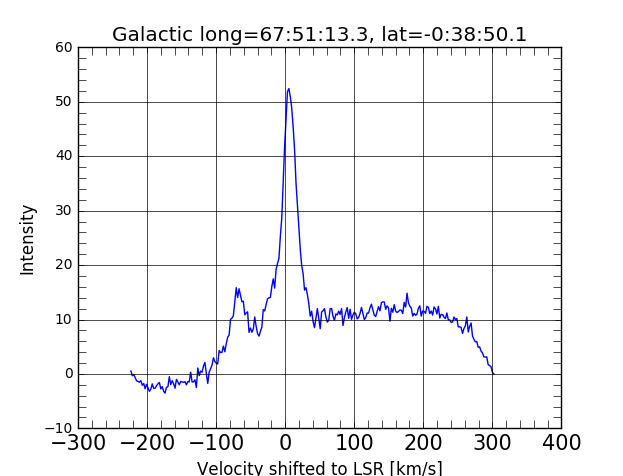 Galactic long=67:51:13.3, lat=-0:38:50.1
60
50
40
30
20
10
0
−10
Intensity
−300 −200 −100 0 100 200 300 400
Velocity shifted to LSR [km/s]